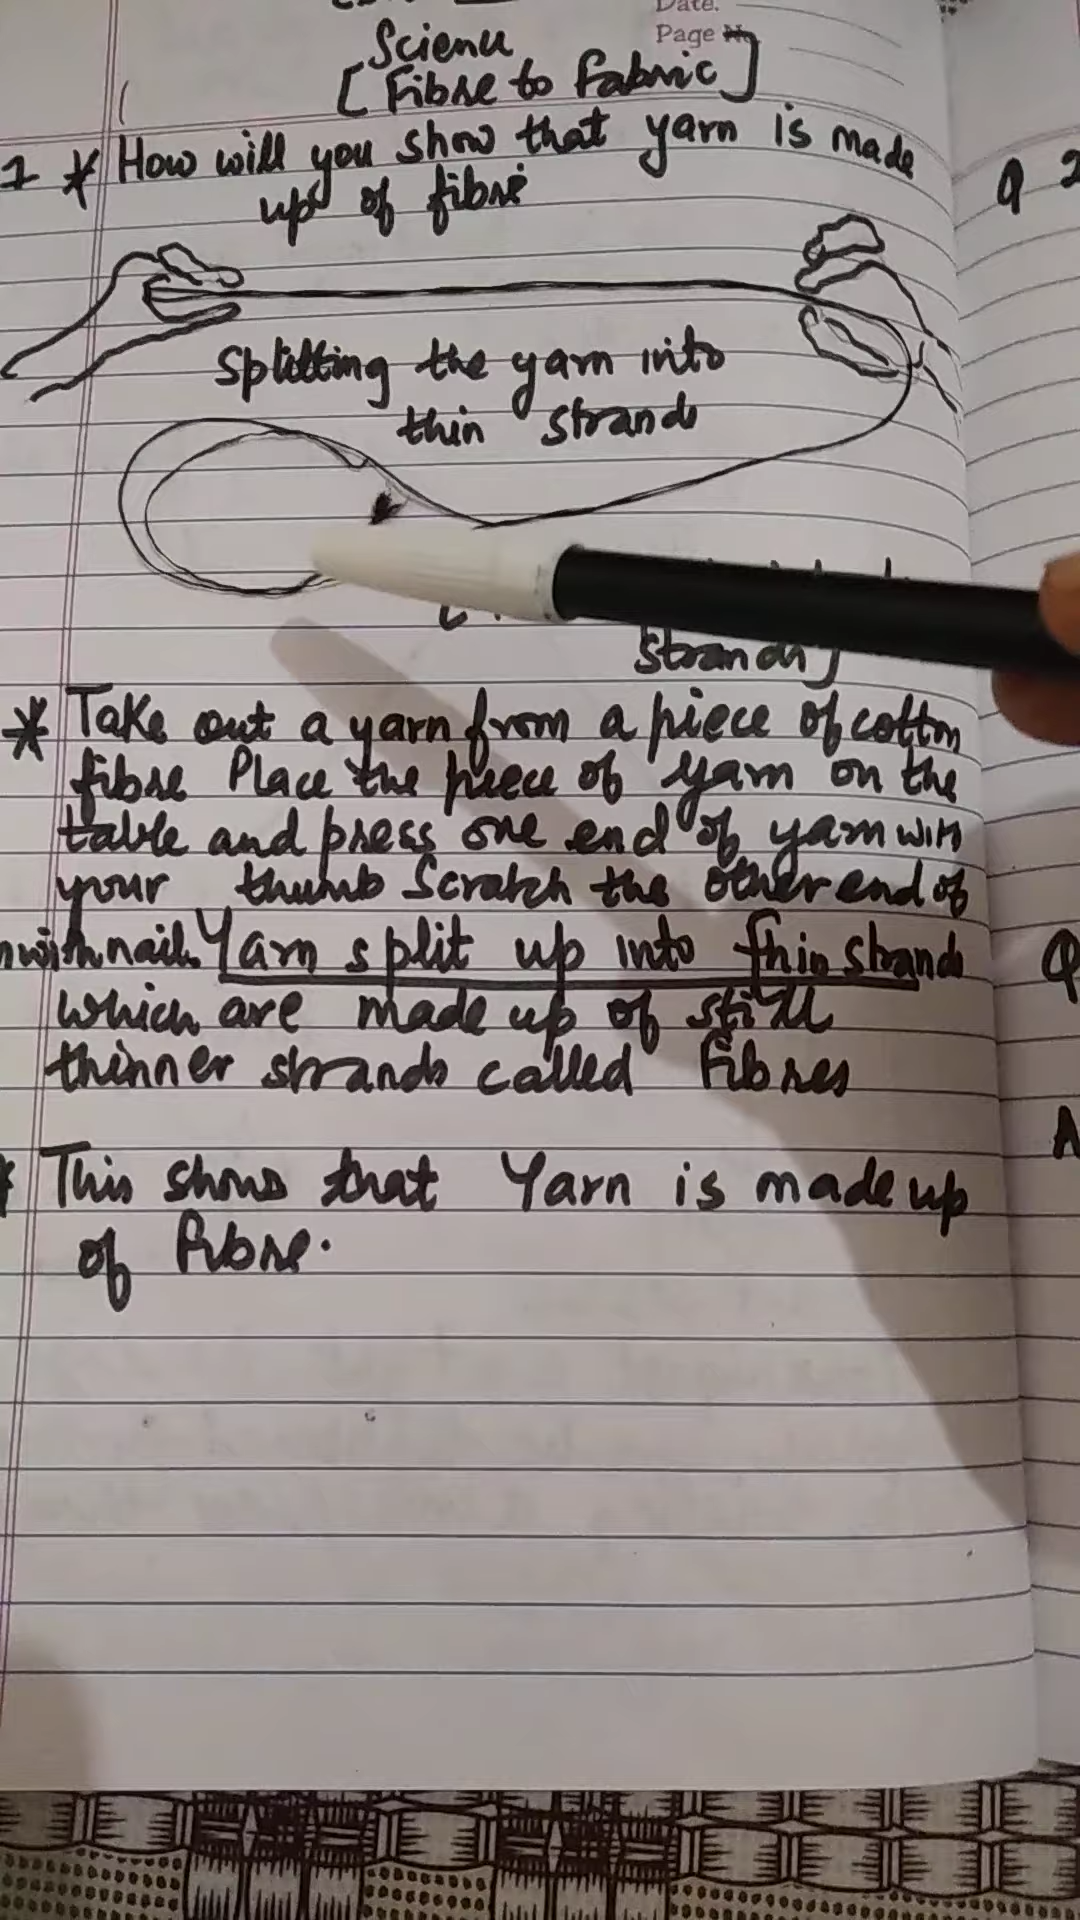 Date.
Page No
Science
[Fibre to fabric]
1 * How will you show that yarn is made
up of fibre
Splitting the yarn into
thin strands
strands]
* Take out a yarn from a piece of cotton
fibre Place the piece of yarn on the
table and press one end of yarn with
your thumb Scratch the other end of
with nail. Yarn split up into thin strands
which are made up of still
thinner strands called Fibres
* This shows that Yarn is made up
of Fibre.
Q 2
Q
A